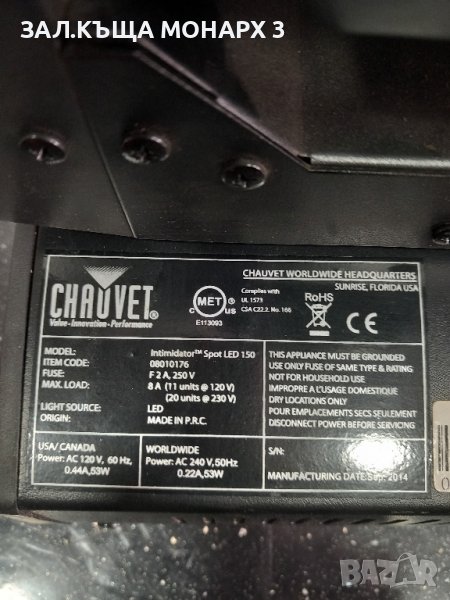 ЗАЛ.КЪЩА МОНАРХ 3
CHAUVET®
Value • Innovation • Performance
C MET US ®
E113093
Complies with
UL 1573
CSA C22.2. No. 166
CHAUVET WORLDWIDE HEADQUARTERS
SUNRISE, FLORIDA USA
RoHS
CE
MODEL: Intimidator™ Spot LED 150
ITEM CODE: 08010176
FUSE: F 2 A, 250 V
MAX. LOAD: 8 A (11 units @ 120 V)
(20 units @ 230 V)
LIGHT SOURCE: LED
ORIGIN: MADE IN P.R.C.
THIS APPLIANCE MUST BE GROUNDED
USE ONLY FUSE OF SAME TYPE & RATING
NOT FOR HOUSEHOLD USE
IMPROPRE A L'USAGE DOMESTIQUE
DRY LOCATIONS ONLY
POUR EMPLACEMENTS SECS SEULEMENT
DISCONNECT POWER BEFORE SERVICING
USA/ CANADA
Power: AC 120 V, 60 Hz,
0.44A,53W
WORLDWIDE
Power: AC 240 V,50Hz
0.22A,53W
S/N:
MANUFACTURING DATE: Sep. 2014
BAZAR